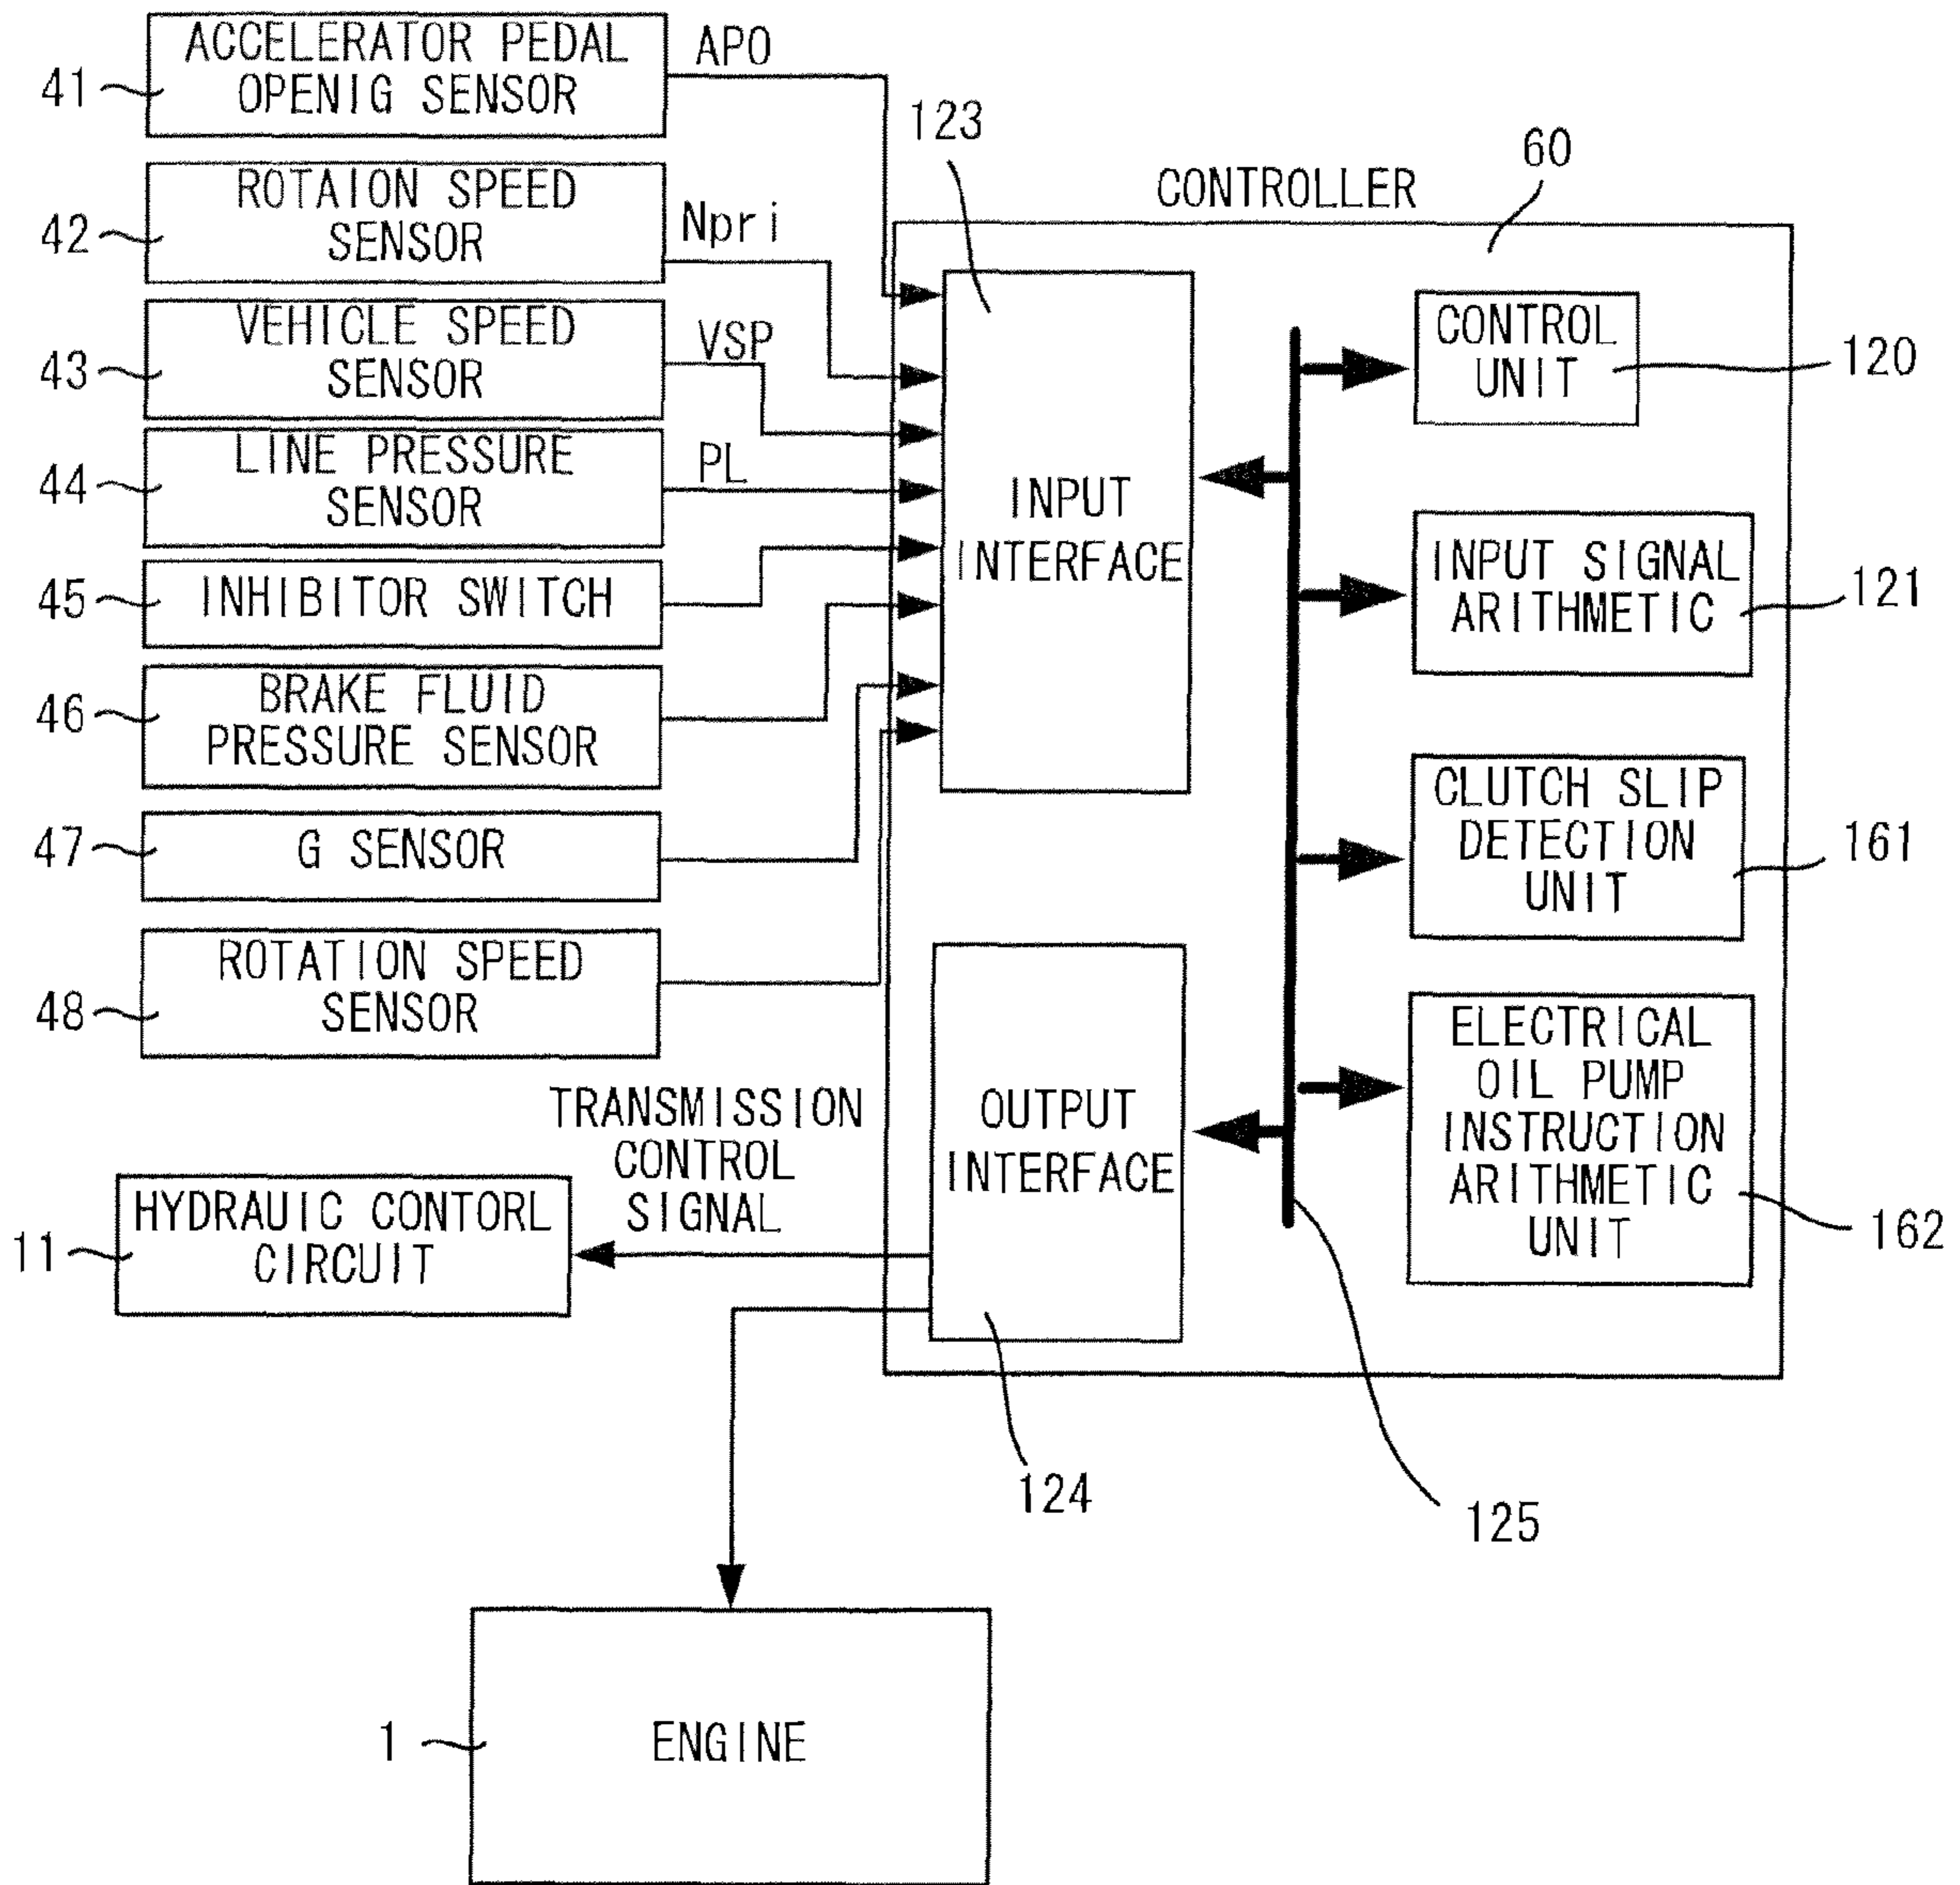 ACCELERATOR PEDAL
OPENIG SENSOR
41
APO
ROTAION SPEED
SENSOR
42
Npri
VEHICLE SPEED
SENSOR
43
VSP
LINE PRESSURE
SENSOR
44
PL
INHIBITOR SWITCH
45
BRAKE FLUID
PRESSURE SENSOR
46
G SENSOR
47
ROTATION SPEED
SENSOR
48
123
CONTROLLER
60
INPUT
INTERFACE
CONTROL
UNIT
120
INPUT SIGNAL
ARITHMETIC
121
CLUTCH SLIP
DETECTION
UNIT
161
ELECTRICAL
OIL PUMP
INSTRUCTION
ARITHMETIC
UNIT
162
OUTPUT
INTERFACE
TRANSMISSION
CONTROL
SIGNAL
HYDRAUIC CONTORL
CIRCUIT
11
124
125
1
ENGINE